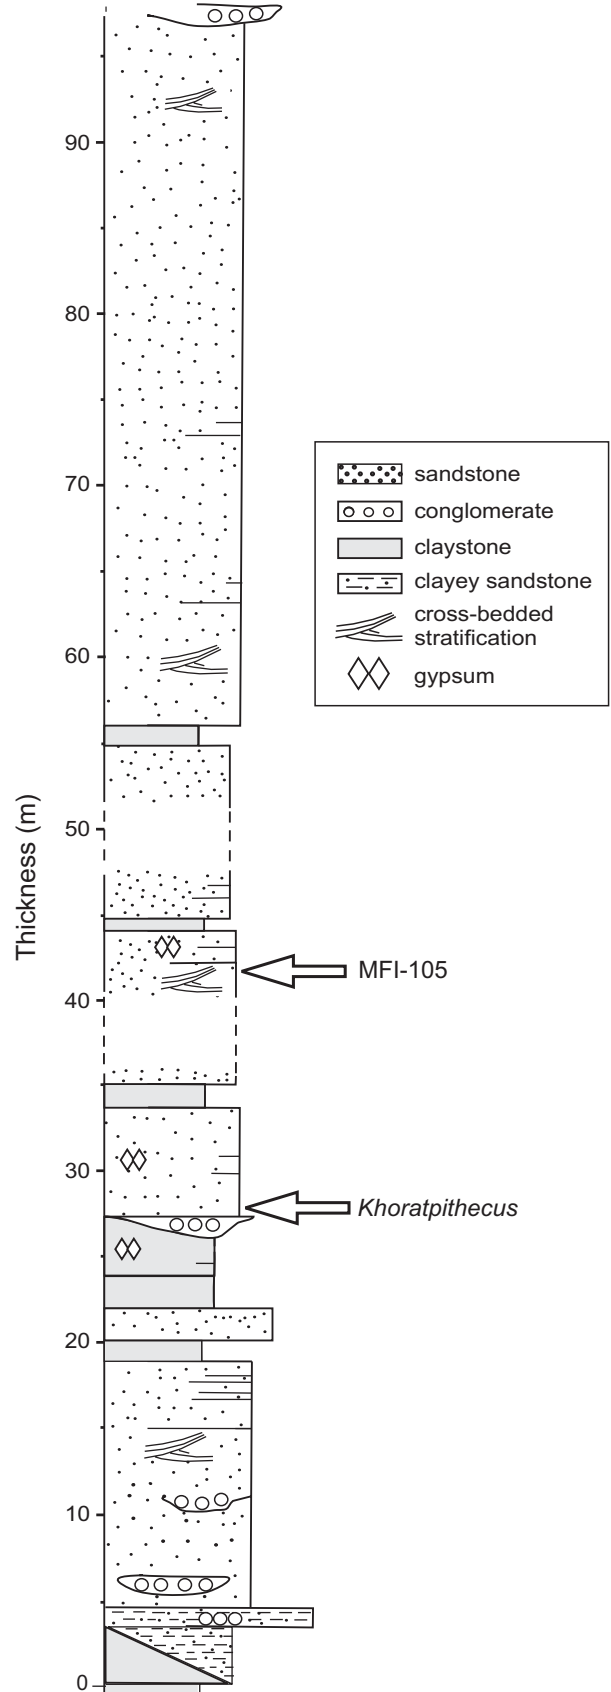 90
80
70
60
50
40
30
20
10
0
Thickness (m)
sandstone
conglomerate
claystone
clayey sandstone
cross-bedded
stratification
gypsum
MFI-105
Khoratpithecus